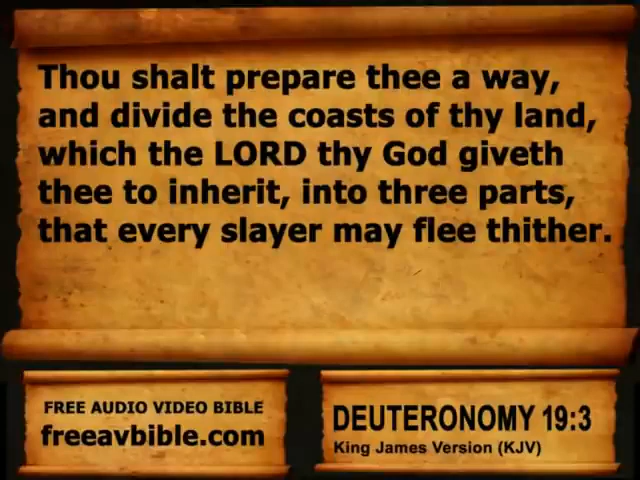 Thou shalt prepare thee a way,
and divide the coasts of thy land,
which the LORD thy God giveth
thee to inherit, into three parts,
that every slayer may flee thither.
FREE AUDIO VIDEO BIBLE
freeavbible.com
DEUTERONOMY 19:3
King James Version (KJV)